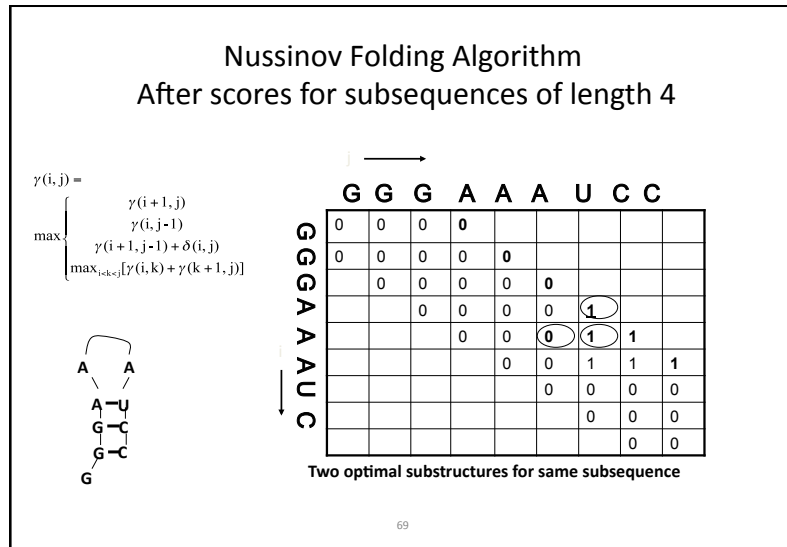 Nussinov Folding Algorithm
After scores for subsequences of length 4
j
γ(i, j) =
max
γ(i+1, j)
γ(i, j-1)
γ(i+1, j-1) + δ(i, j)
max i<k<j [γ(i, k) + γ(k+1, j)]
G G G A A A U C C
G
G
G
A
A
A
U
C
0 0 0 0
0 0 0 0 0
0 0 0 0 0
0 0 0 0 1
0 0 0 1 1
0 0 1 1 1
0 0 0 0
0 0 0
0 0
i
A A
A U
G C
G C
G
Two optimal substructures for same subsequence
69